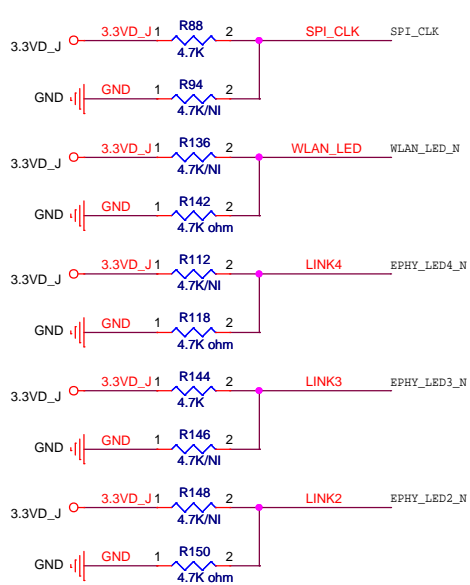 R88
3.3VD_J 3.3VD_J 1 2 SPI_CLK SPI_CLK
4.7K
R94
GND GND 1 2
4.7K/NI
R136
3.3VD_J 3.3VD_J 1 2 WLAN_LED WLAN_LED_N
4.7K/NI
R142
GND GND 1 2
4.7K ohm
R112
3.3VD_J 3.3VD_J 1 2 LINK4 EPHY_LED4_N
4.7K/NI
R118
GND GND 1 2
4.7K ohm
R144
3.3VD_J 3.3VD_J 1 2 LINK3 EPHY_LED3_N
4.7K
R146
GND GND 1 2
4.7K/NI
R148
3.3VD_J 3.3VD_J 1 2 LINK2 EPHY_LED2_N
4.7K/NI
R150
GND GND 1 2
4.7K ohm